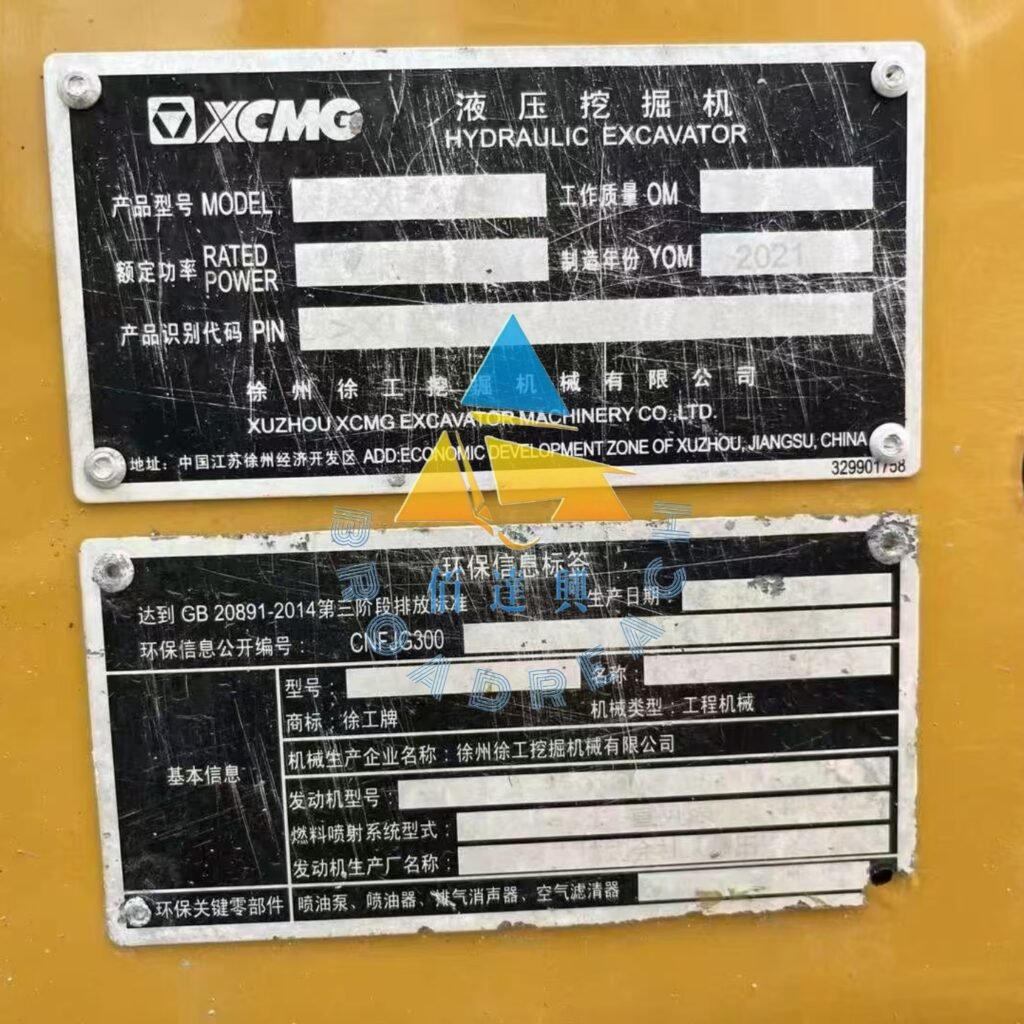 XCMG
液压挖掘机
HYDRAULIC EXCAVATOR
产品型号 MODEL
工作质量 OM
额定功率 RATED POWER
制造年份 YOM 2021
产品识别代码 PIN
徐州徐工挖掘机械有限公司
XUZHOU XCMG EXCAVATOR MACHINERY CO.,LTD.
地址: 中国江苏徐州经济开发区 ADD:ECONOMIC DEVELOPMENT ZONE OF XUZHOU, JIANGSU, CHINA
329901758
环保信息标签
佰達興
BROADREACH
达到 GB 20891-2014第三阶段排放标准
生产日期:
环保信息公开编号: CNFJG300
基本信息
型号:
名称:
商标: 徐工牌
机械类型: 工程机械
机械生产企业名称: 徐州徐工挖掘机械有限公司
发动机型号:
燃料喷射系统型式:
发动机生产厂名称:
环保关键零部件
喷油泵、喷油器、排气消声器、空气滤清器